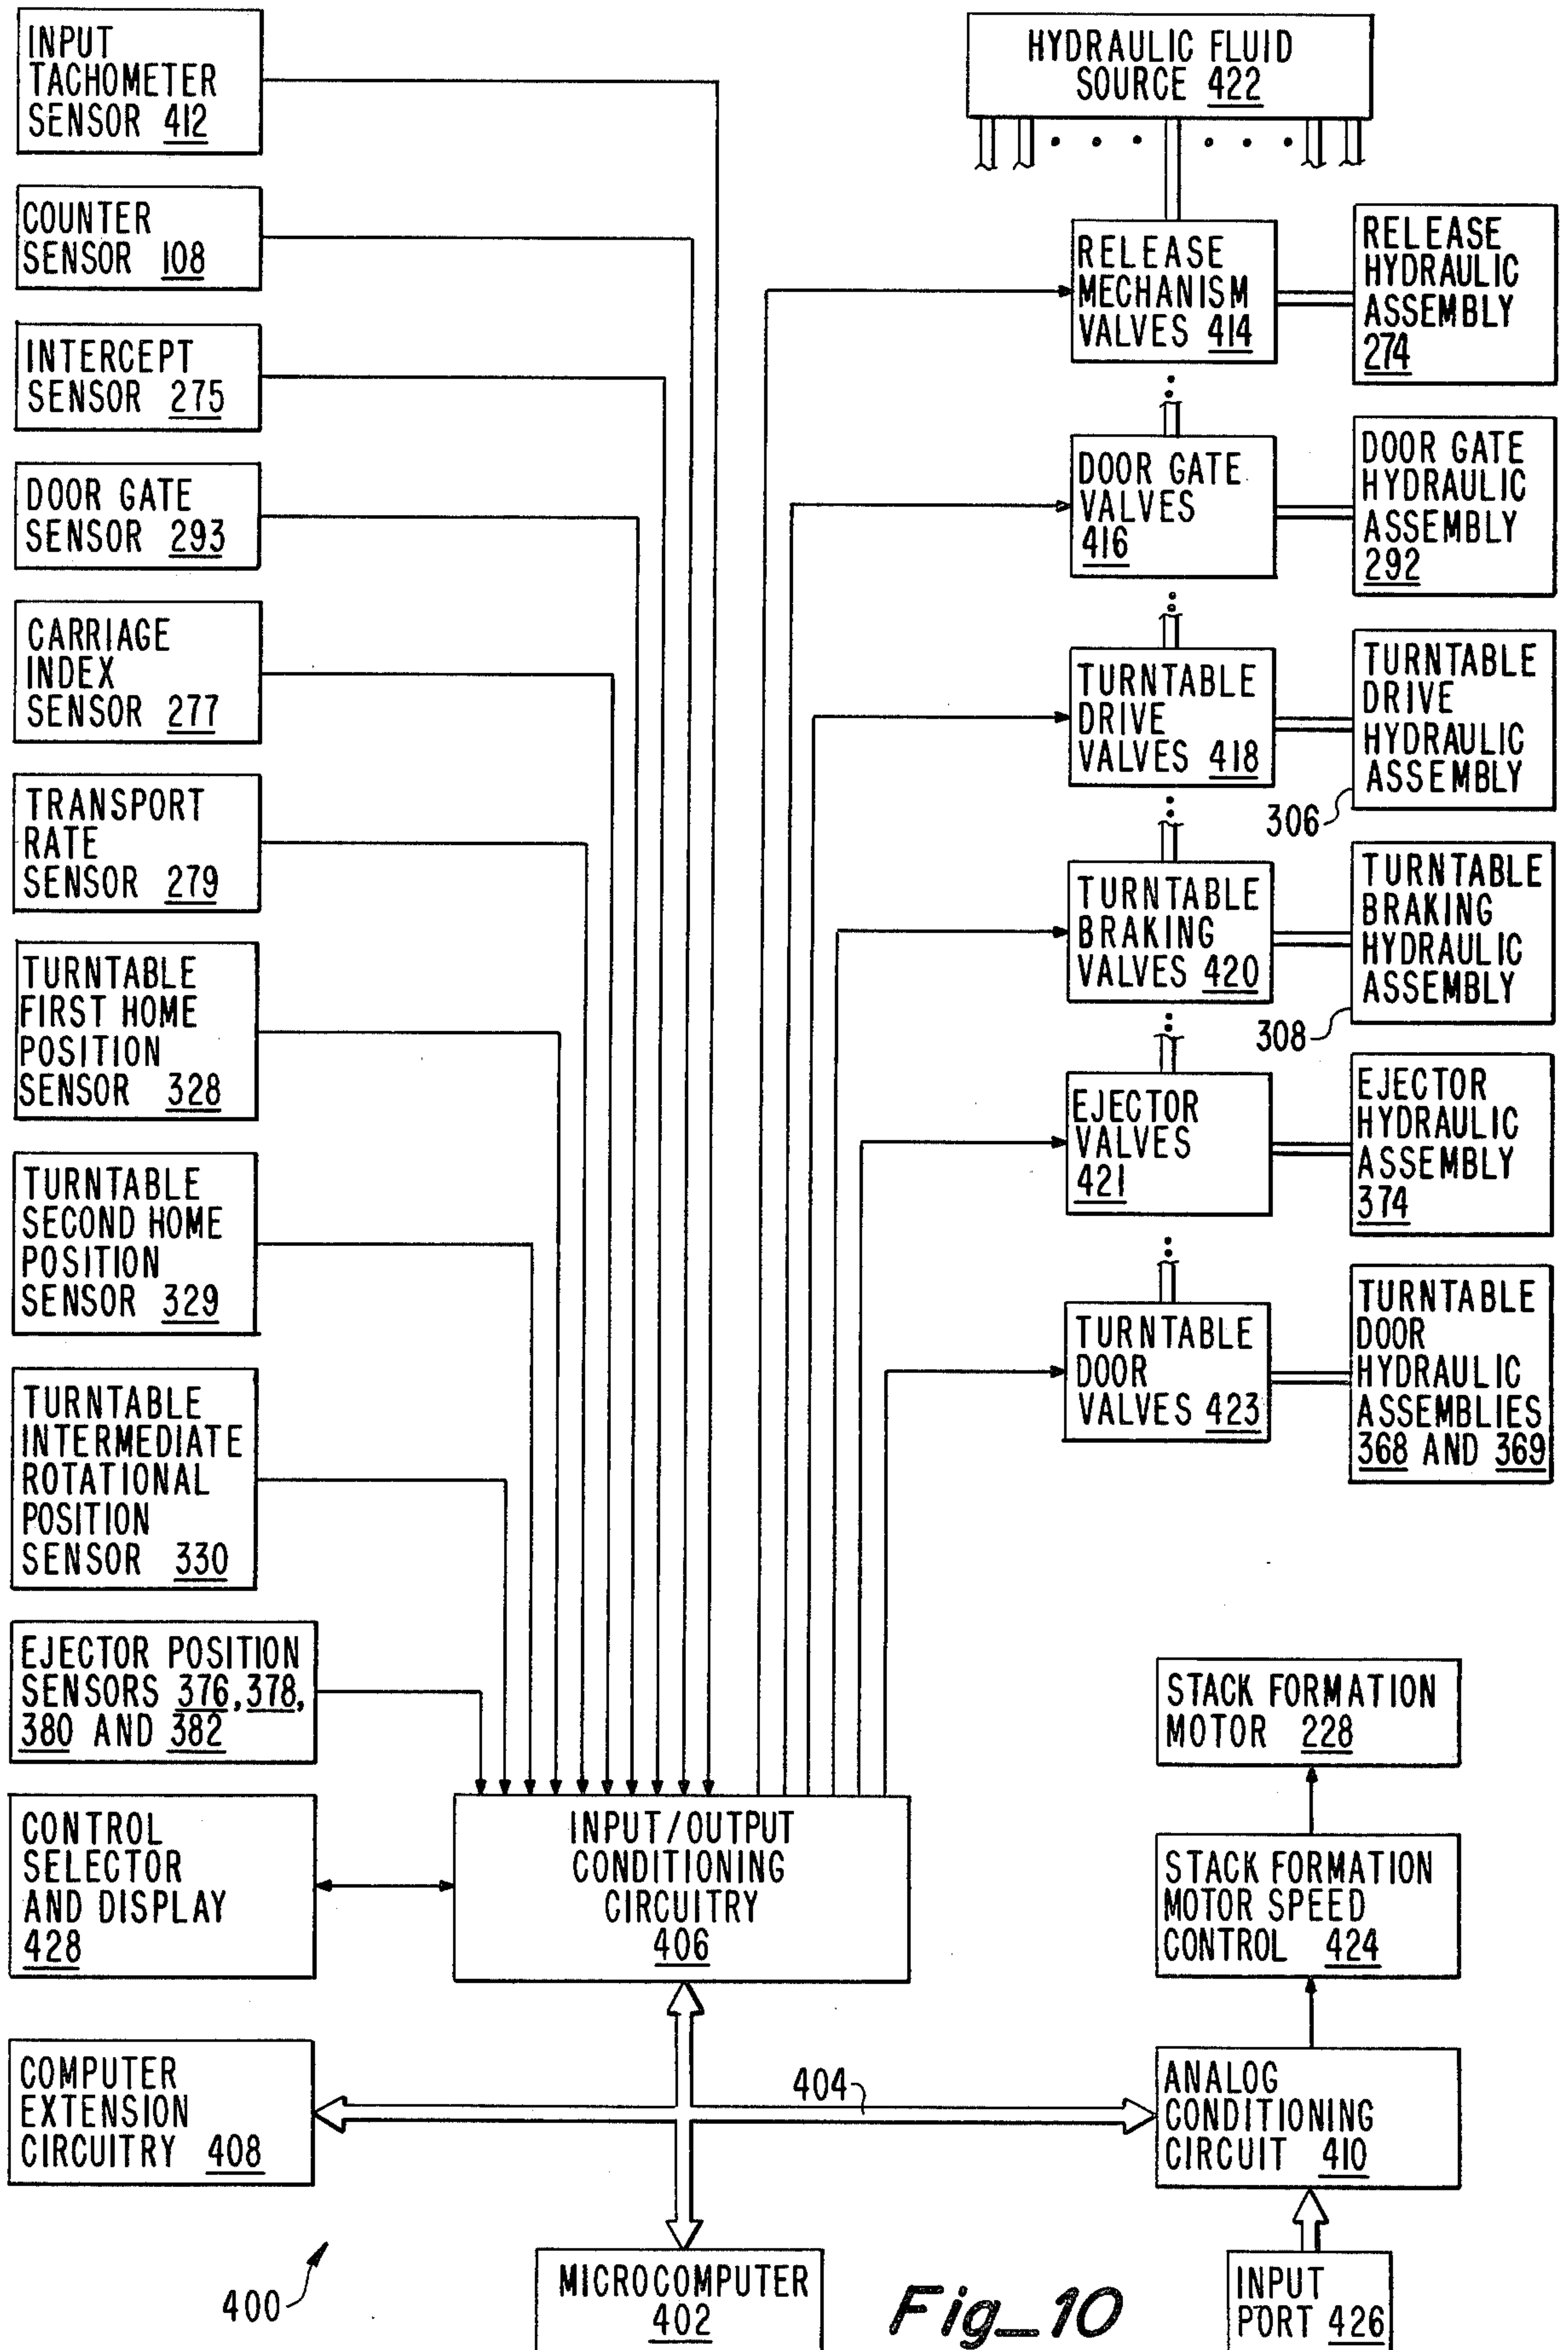 INPUT
TACHOMETER
SENSOR 412
COUNTER
SENSOR 108
INTERCEPT
SENSOR 275
DOOR GATE
SENSOR 293
CARRIAGE
INDEX
SENSOR 277
TRANSPORT
RATE
SENSOR 279
TURNTABLE
FIRST HOME
POSITION
SENSOR 328
TURNTABLE
SECOND HOME
POSITION
SENSOR 329
TURNTABLE
INTERMEDIATE
ROTATIONAL
POSITION
SENSOR 330
EJECTOR POSITION
SENSORS 376, 378,
380 AND 382
CONTROL
SELECTOR
AND DISPLAY
428
COMPUTER
EXTENSION
CIRCUITRY 408
400
INPUT/OUTPUT
CONDITIONING
CIRCUITRY
406
404
MICROCOMPUTER
402
HYDRAULIC FLUID
SOURCE 422
RELEASE
MECHANISM
VALVES 414
RELEASE
HYDRAULIC
ASSEMBLY
274
DOOR GATE
VALVES
416
DOOR GATE
HYDRAULIC
ASSEMBLY
292
TURNTABLE
DRIVE
VALVES 418
TURNTABLE
DRIVE
HYDRAULIC
ASSEMBLY
306
TURNTABLE
BRAKING
VALVES 420
TURNTABLE
BRAKING
HYDRAULIC
ASSEMBLY
308
EJECTOR
VALVES
421
EJECTOR
HYDRAULIC
ASSEMBLY
374
TURNTABLE
DOOR
VALVES 423
TURNTABLE
DOOR
HYDRAULIC
ASSEMBLIES
368 AND 369
STACK FORMATION
MOTOR 228
STACK FORMATION
MOTOR SPEED
CONTROL 424
ANALOG
CONDITIONING
CIRCUIT 410
INPUT
PORT 426
Fig_10